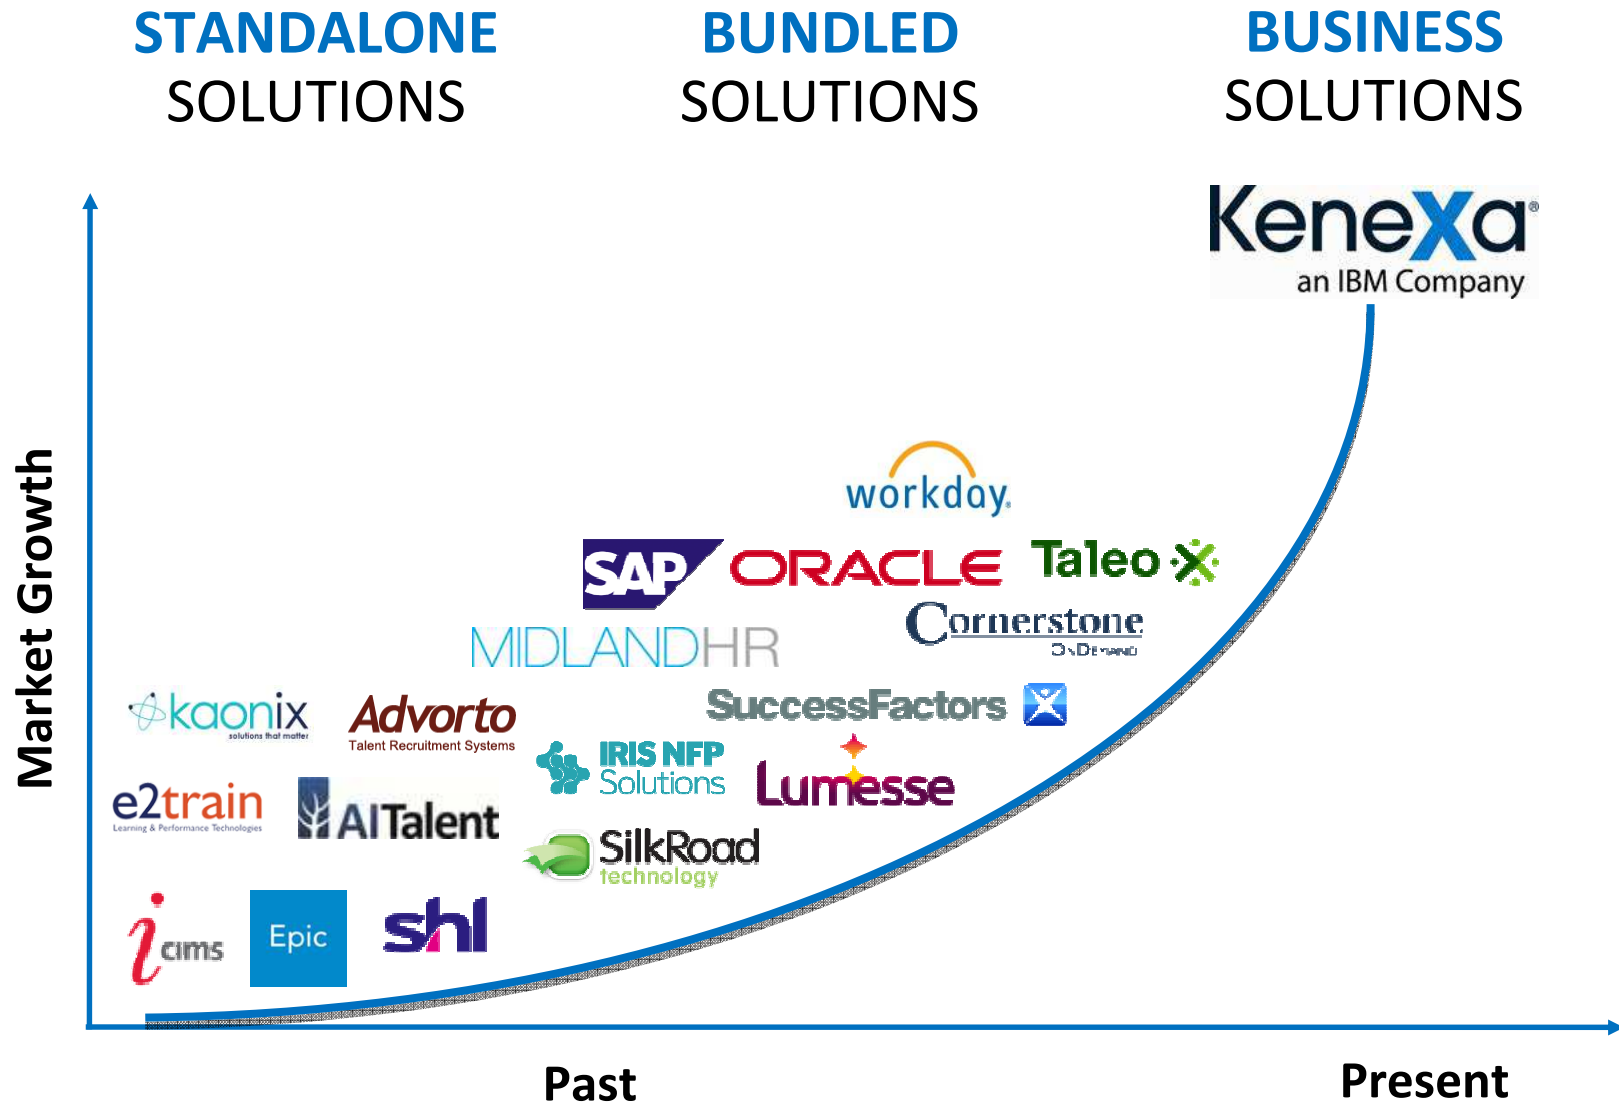 STANDALONE
SOLUTIONS
BUNDLED
SOLUTIONS
BUSINESS
SOLUTIONS
Kenexa®
an IBM Company
Market Growth
workday®
SAP
ORACLE
Taleo
Cornerstone
OnDemand
MIDLANDHR
kaonix
solutions that matter
Advorto
Talent Recruitment Systems
SuccessFactors
IRIS NFP
Solutions
Lumesse
e2train
Learning & Performance Technologies
AITalent
SilkRoad
technology
icims
Epic
shl
Past
Present